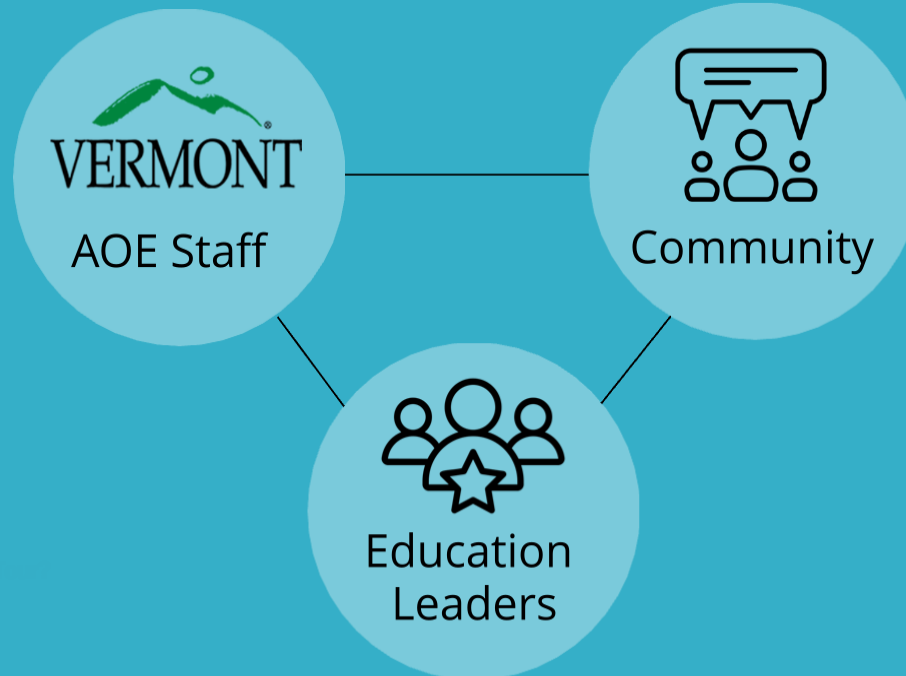 VERMONT®
AOE Staff
Community
Education
Leaders